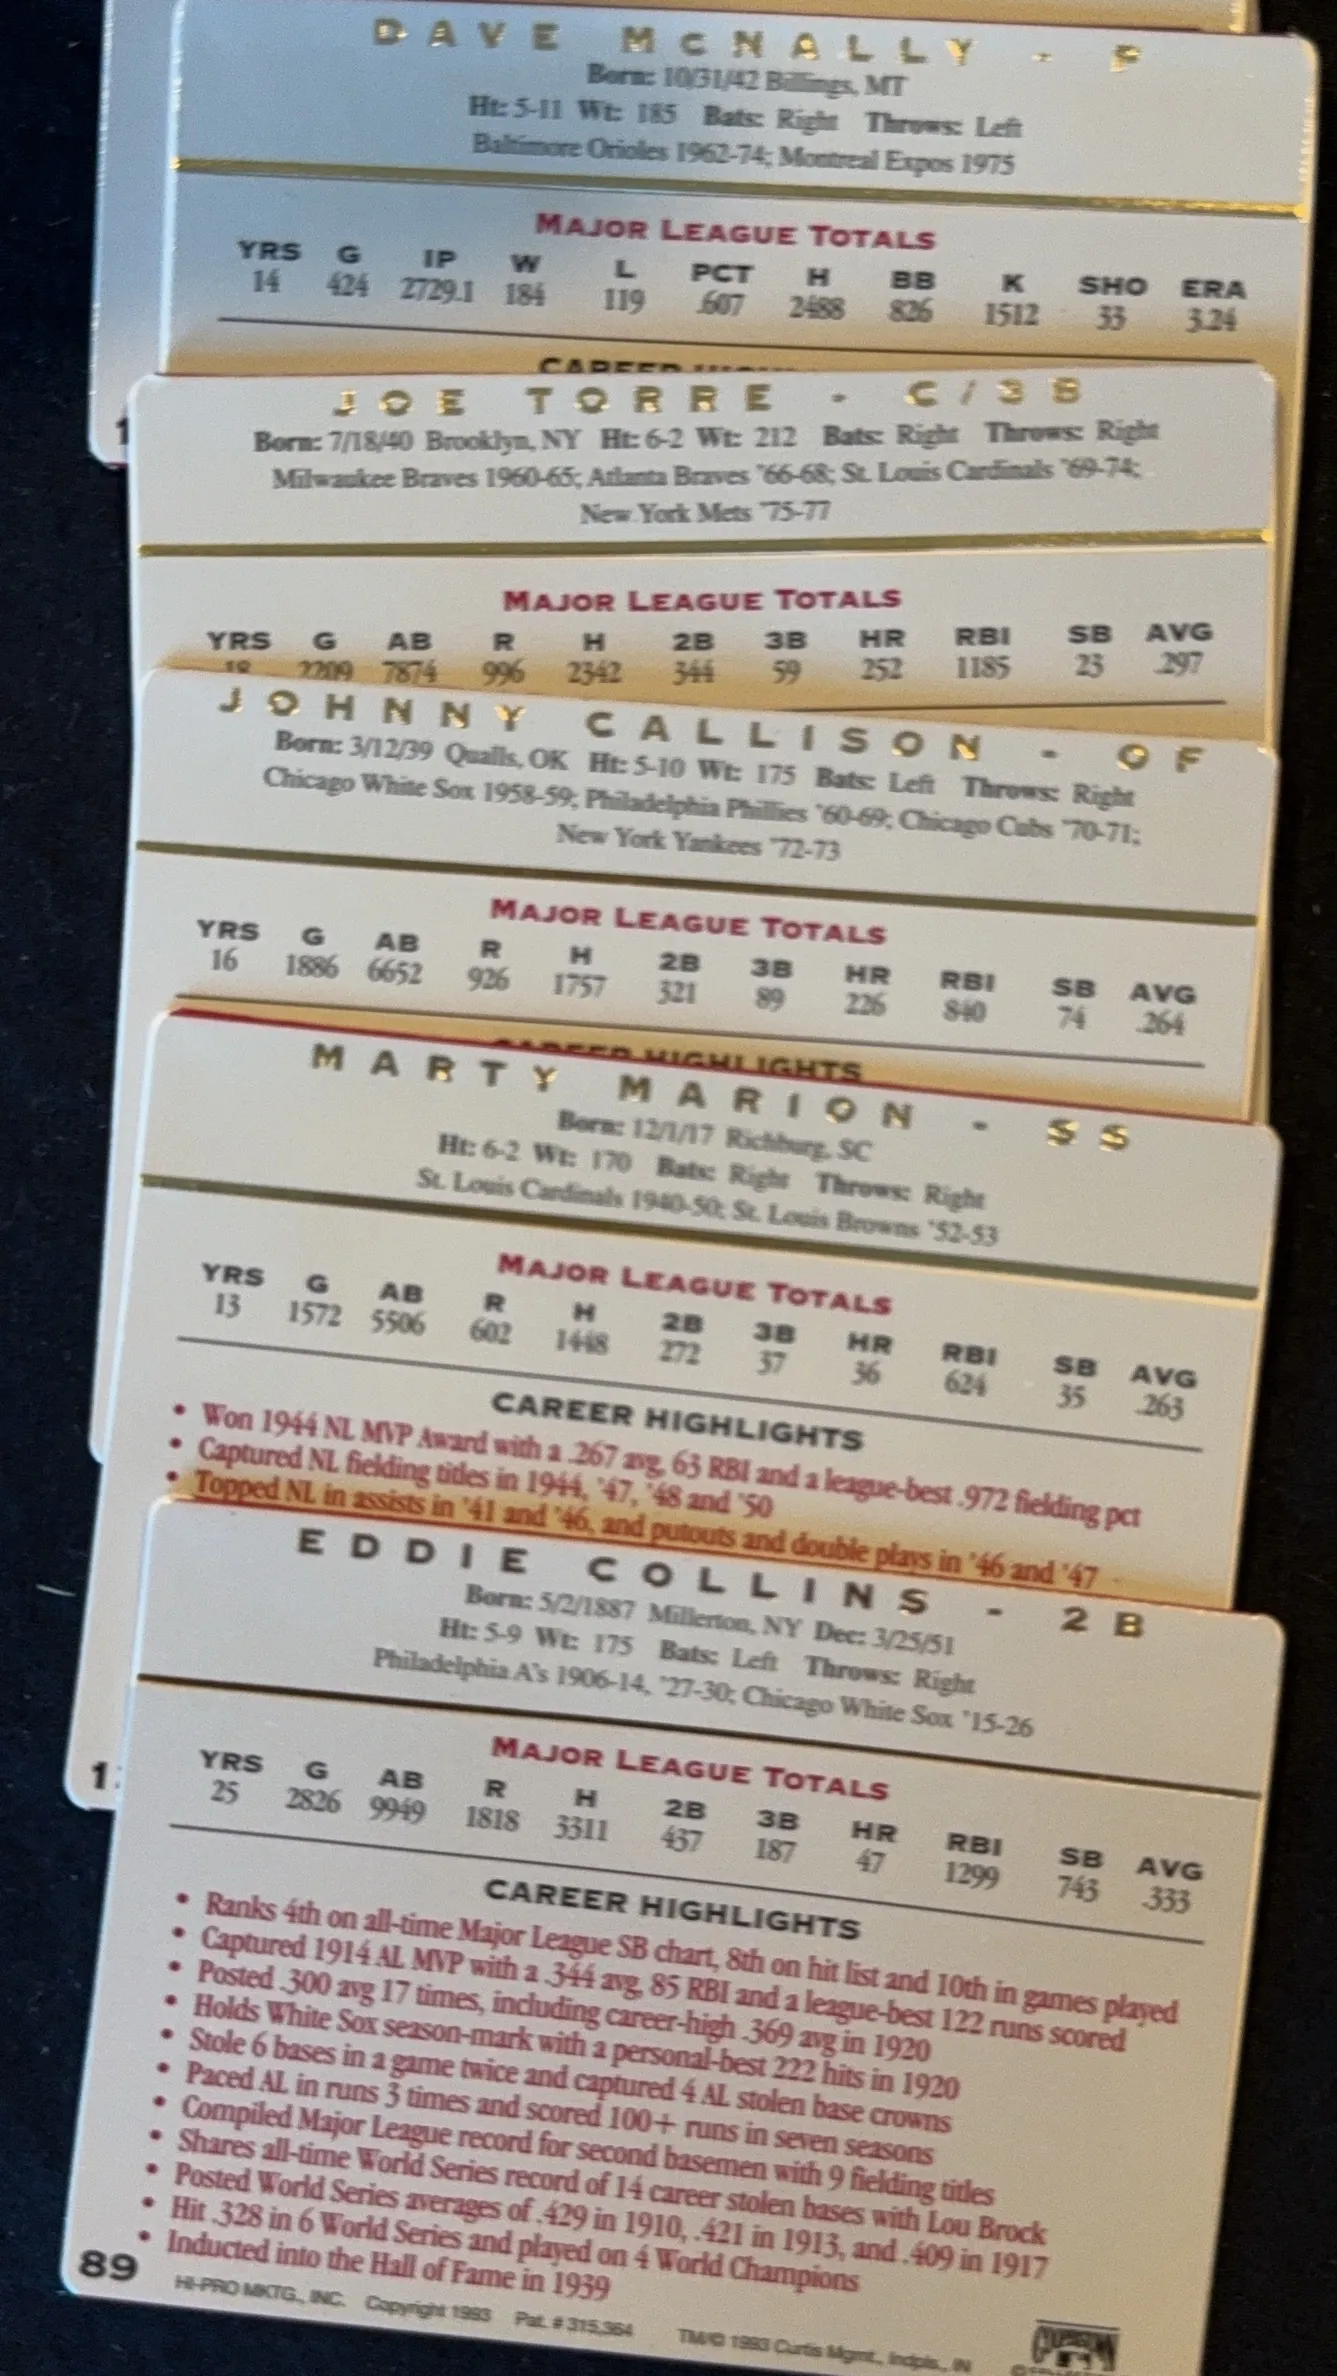 DAVE McNALLY - P
Born: 10/31/42 Billings, MT
Ht: 5-11 Wt: 185 Bats: Right Throws: Left
Baltimore Orioles 1962-74; Montreal Expos 1975
MAJOR LEAGUE TOTALS
YRS G IP W L PCT H BB K SHO ERA
14 424 2729.1 184 119 .607 2488 826 1512 33 3.24
CAREER
1
JOE TORRE - C/3B
Born: 7/18/40 Brooklyn, NY Ht: 6-2 Wt: 212 Bats: Right Throws: Right
Milwaukee Braves 1960-65; Atlanta Braves '66-68; St. Louis Cardinals '69-74;
New York Mets '75-77
MAJOR LEAGUE TOTALS
YRS G AB R H 2B 3B HR RBI SB AVG
18 2209 7874 996 2342 344 59 252 1185 23 .297
JOHNNY CALLISON - OF
Born: 3/12/39 Qualls, OK Ht: 5-10 Wt: 175 Bats: Left Throws: Right
Chicago White Sox 1958-59; Philadelphia Phillies '60-69; Chicago Cubs '70-71;
New York Yankees '72-73
MAJOR LEAGUE TOTALS
YRS G AB R H 2B 3B HR RBI SB AVG
16 1886 6652 926 1757 321 89 226 840 74 .264
CAREER HIGHLIGHTS
MARTY MARION - SS
Born: 12/1/17 Richburg, SC
Ht: 6-2 Wt: 170 Bats: Right Throws: Right
St. Louis Cardinals 1940-50; St. Louis Browns '52-53
MAJOR LEAGUE TOTALS
YRS G AB R H 2B 3B HR RBI SB AVG
13 1572 5506 602 1448 272 37 36 624 35 .263
CAREER HIGHLIGHTS
• Won 1944 NL MVP Award with a .267 avg, 63 RBI and a league-best .972 fielding pct
• Captured NL fielding titles in 1944, '47, '48 and '50
• Topped NL in assists in '41 and '46, and putouts and double plays in '46 and '47
1
EDDIE COLLINS - 2B
Born: 5/2/1887 Millerton, NY Dec: 3/25/51
Ht: 5-9 Wt: 175 Bats: Left Throws: Right
Philadelphia A's 1906-14, '27-30; Chicago White Sox '15-26
MAJOR LEAGUE TOTALS
YRS G AB R H 2B 3B HR RBI SB AVG
25 2826 9949 1818 3311 437 187 47 1299 743 .333
CAREER HIGHLIGHTS
• Ranks 4th on all-time Major League SB chart, 8th on hit list and 10th in games played
• Captured 1914 AL MVP with a .344 avg, 85 RBI and a league-best 122 runs scored
• Posted .300 avg 17 times, including career-high .369 avg in 1920
• Holds White Sox season-mark with a personal-best 222 hits in 1920
• Stole 6 bases in a game twice and captured 4 AL stolen base crowns
• Paced AL in runs 3 times and scored 100+ runs in seven seasons
• Compiled Major League record for second basemen with 9 fielding titles
• Shares all-time World Series record of 14 career stolen bases with Lou Brock
• Posted World Series averages of .429 in 1910, .421 in 1913, and .409 in 1917
• Hit .328 in 6 World Series and played on 4 World Champions
• Inducted into the Hall of Fame in 1939
89
HI-PRO MKTG., INC. Copyright 1993 Pat. # 315,364 TM/© 1993 Curtis Mgmt., Indpls., IN